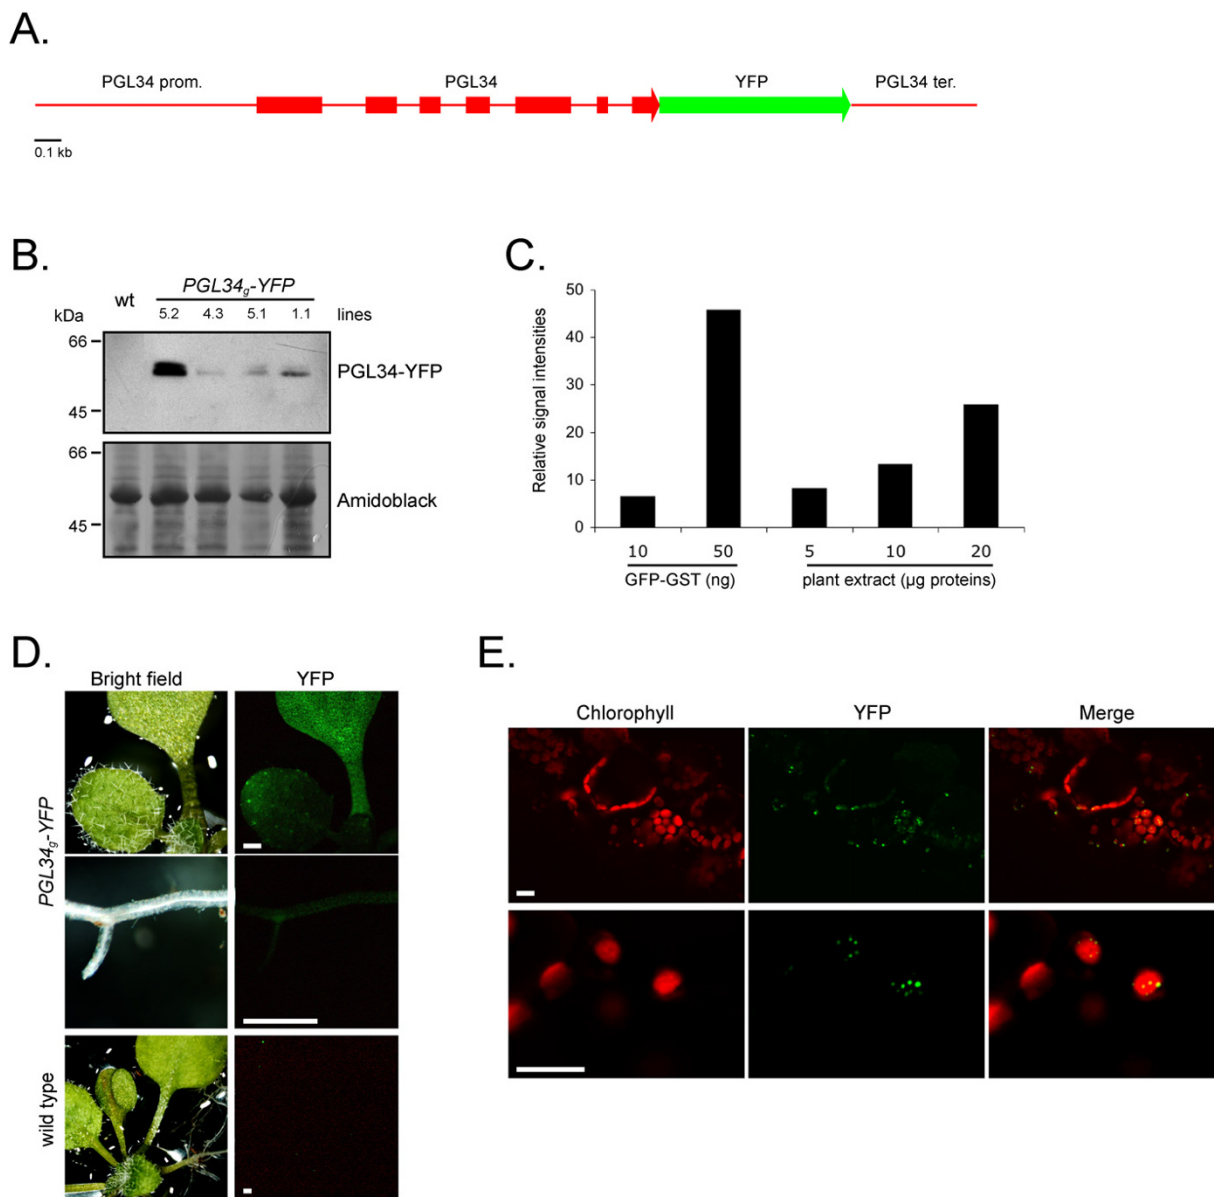 A.
PGL34 prom. PGL34 YFP PGL34 ter.
0.1 kb
B.
PGL34g-YFP
wt
5.2 4.3 5.1 1.1 lines
kDa
66
PGL34-YFP
45
66
Amidoblack
45
C.
Relative signal intensities
50
40
30
20
10
0
10 50 5 10 20
GFP-GST (ng) plant extract (µg proteins)
D.
Bright field YFP
PGL34g-YFP
wild type
E.
Chlorophyll YFP Merge